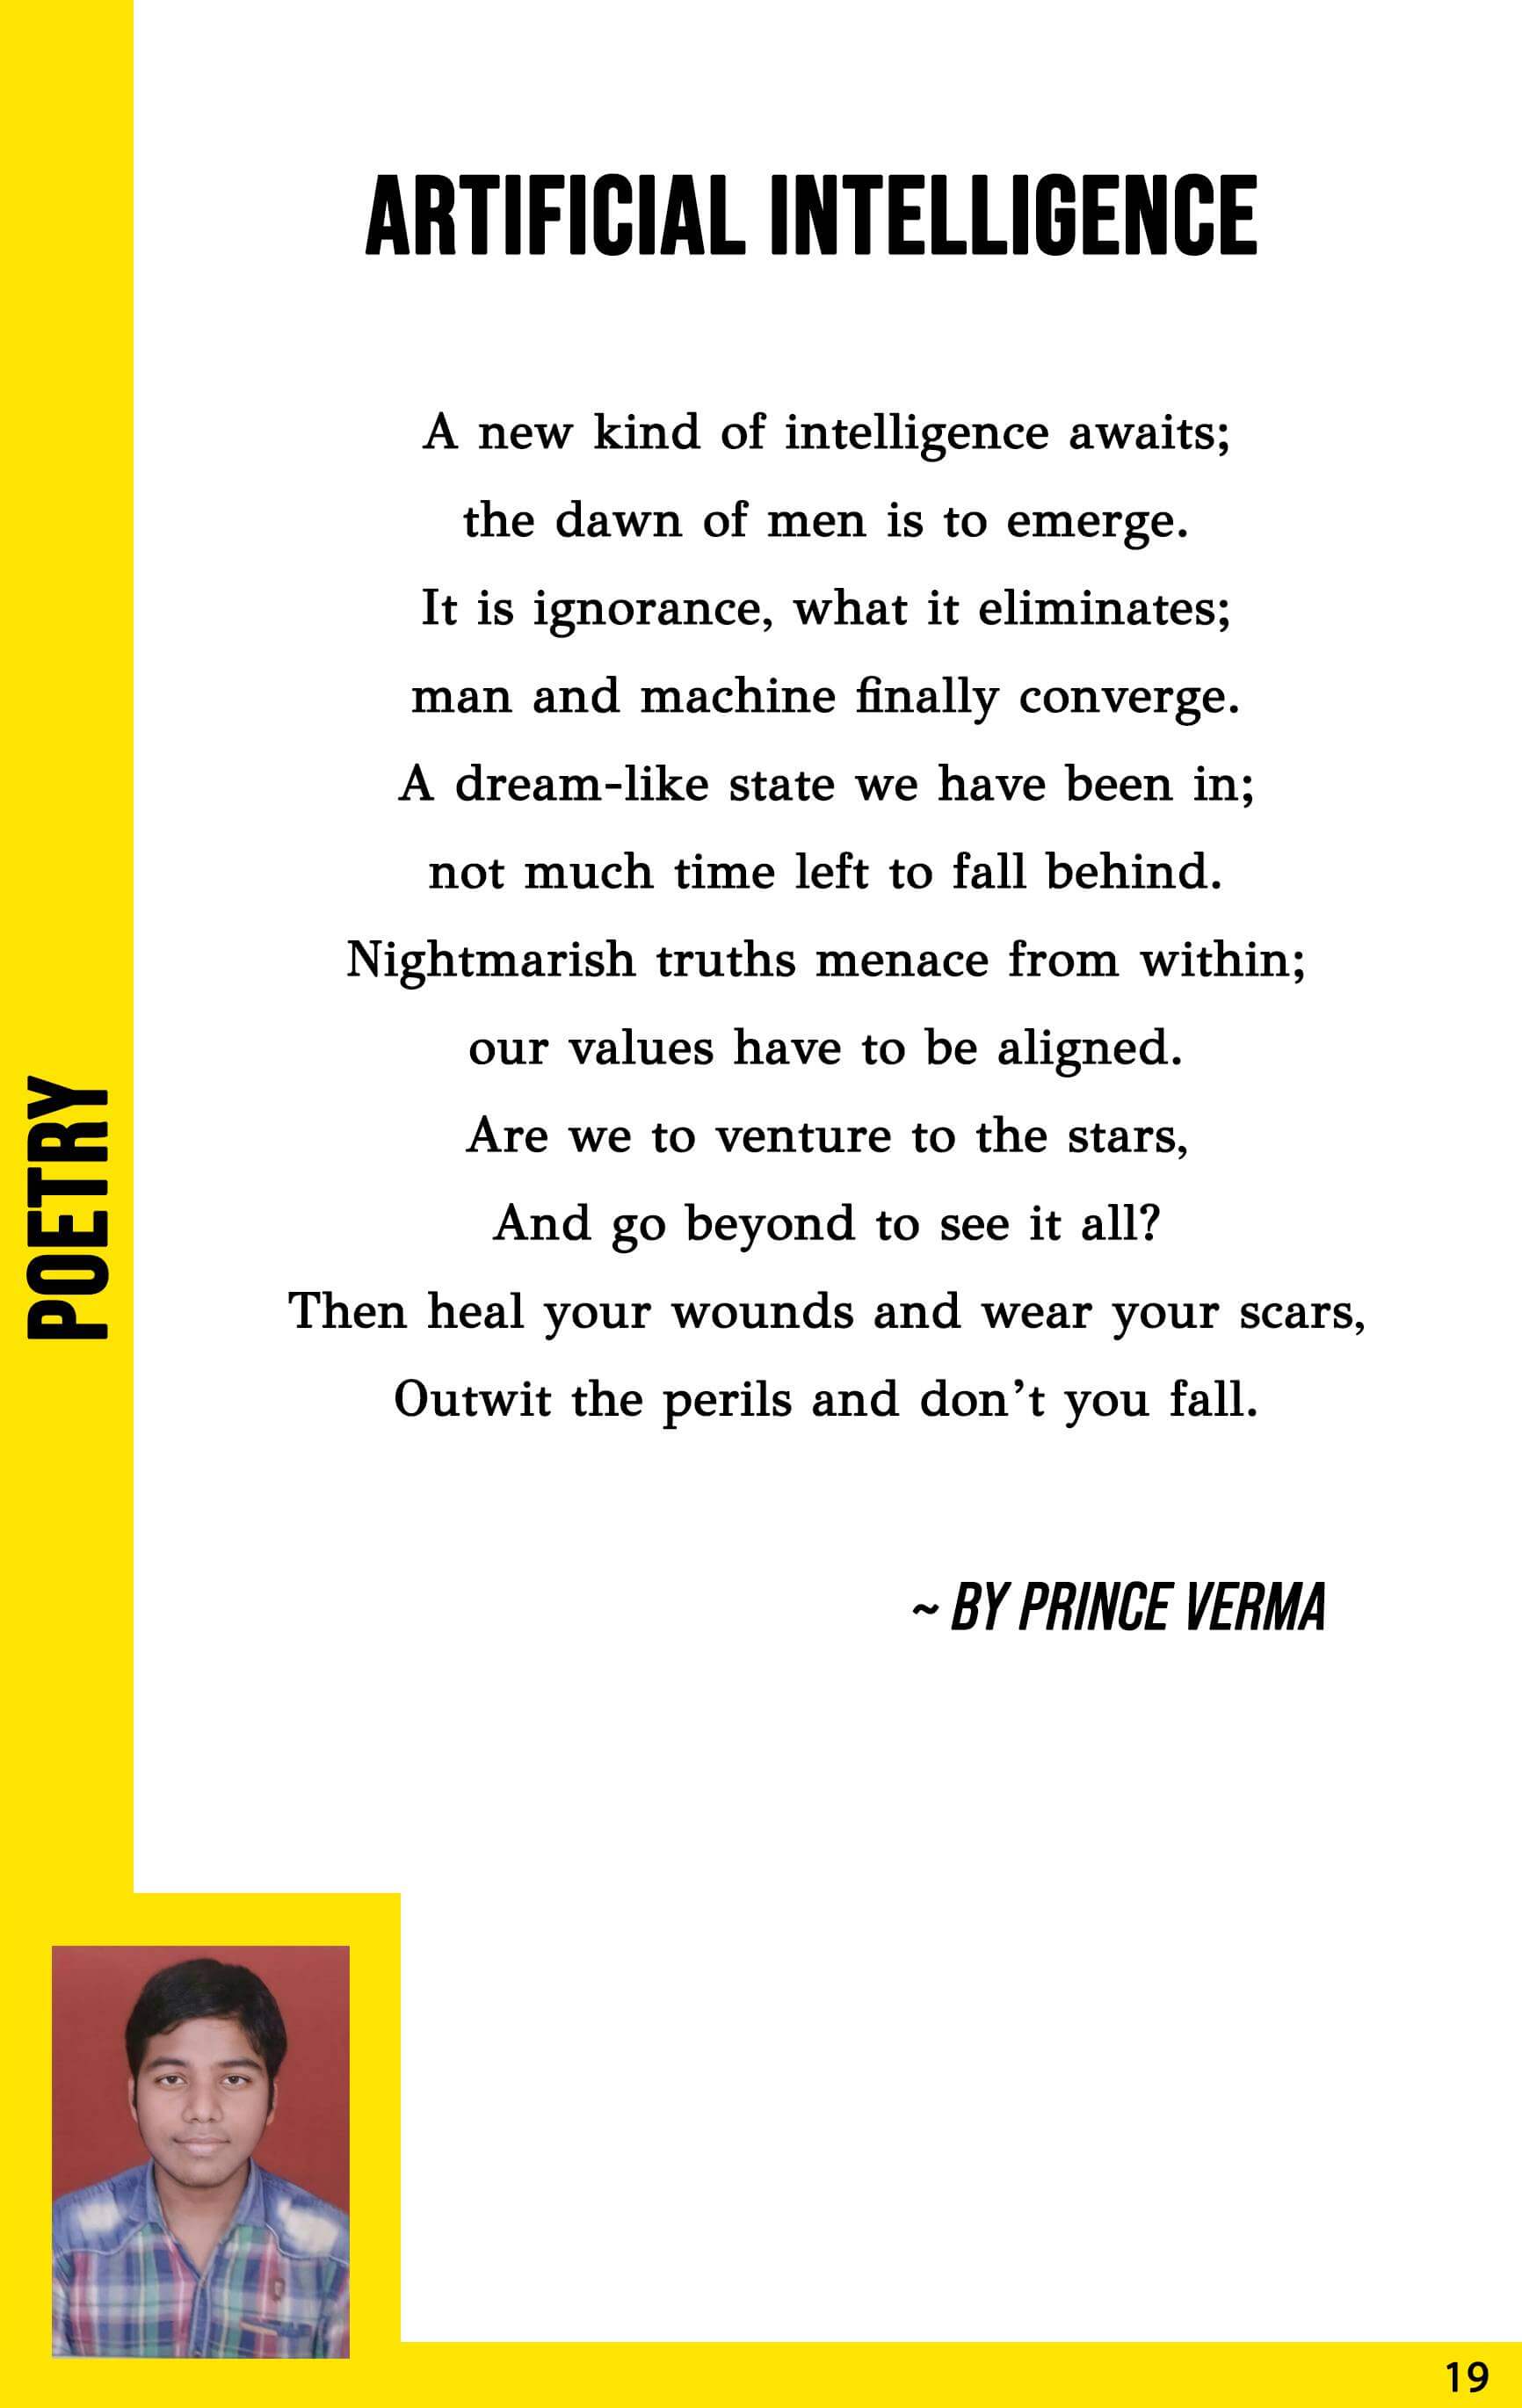 ARTIFICIAL INTELLIGENCE
A new kind of intelligence awaits;
the dawn of men is to emerge.
It is ignorance, what it eliminates;
man and machine finally converge.
A dream-like state we have been in;
not much time left to fall behind.
Nightmarish truths menace from within;
our values have to be aligned.
Are we to venture to the stars,
And go beyond to see it all?
Then heal your wounds and wear your scars,
Outwit the perils and don’t you fall.
~ BY PRINCE VERMA
POETRY
19